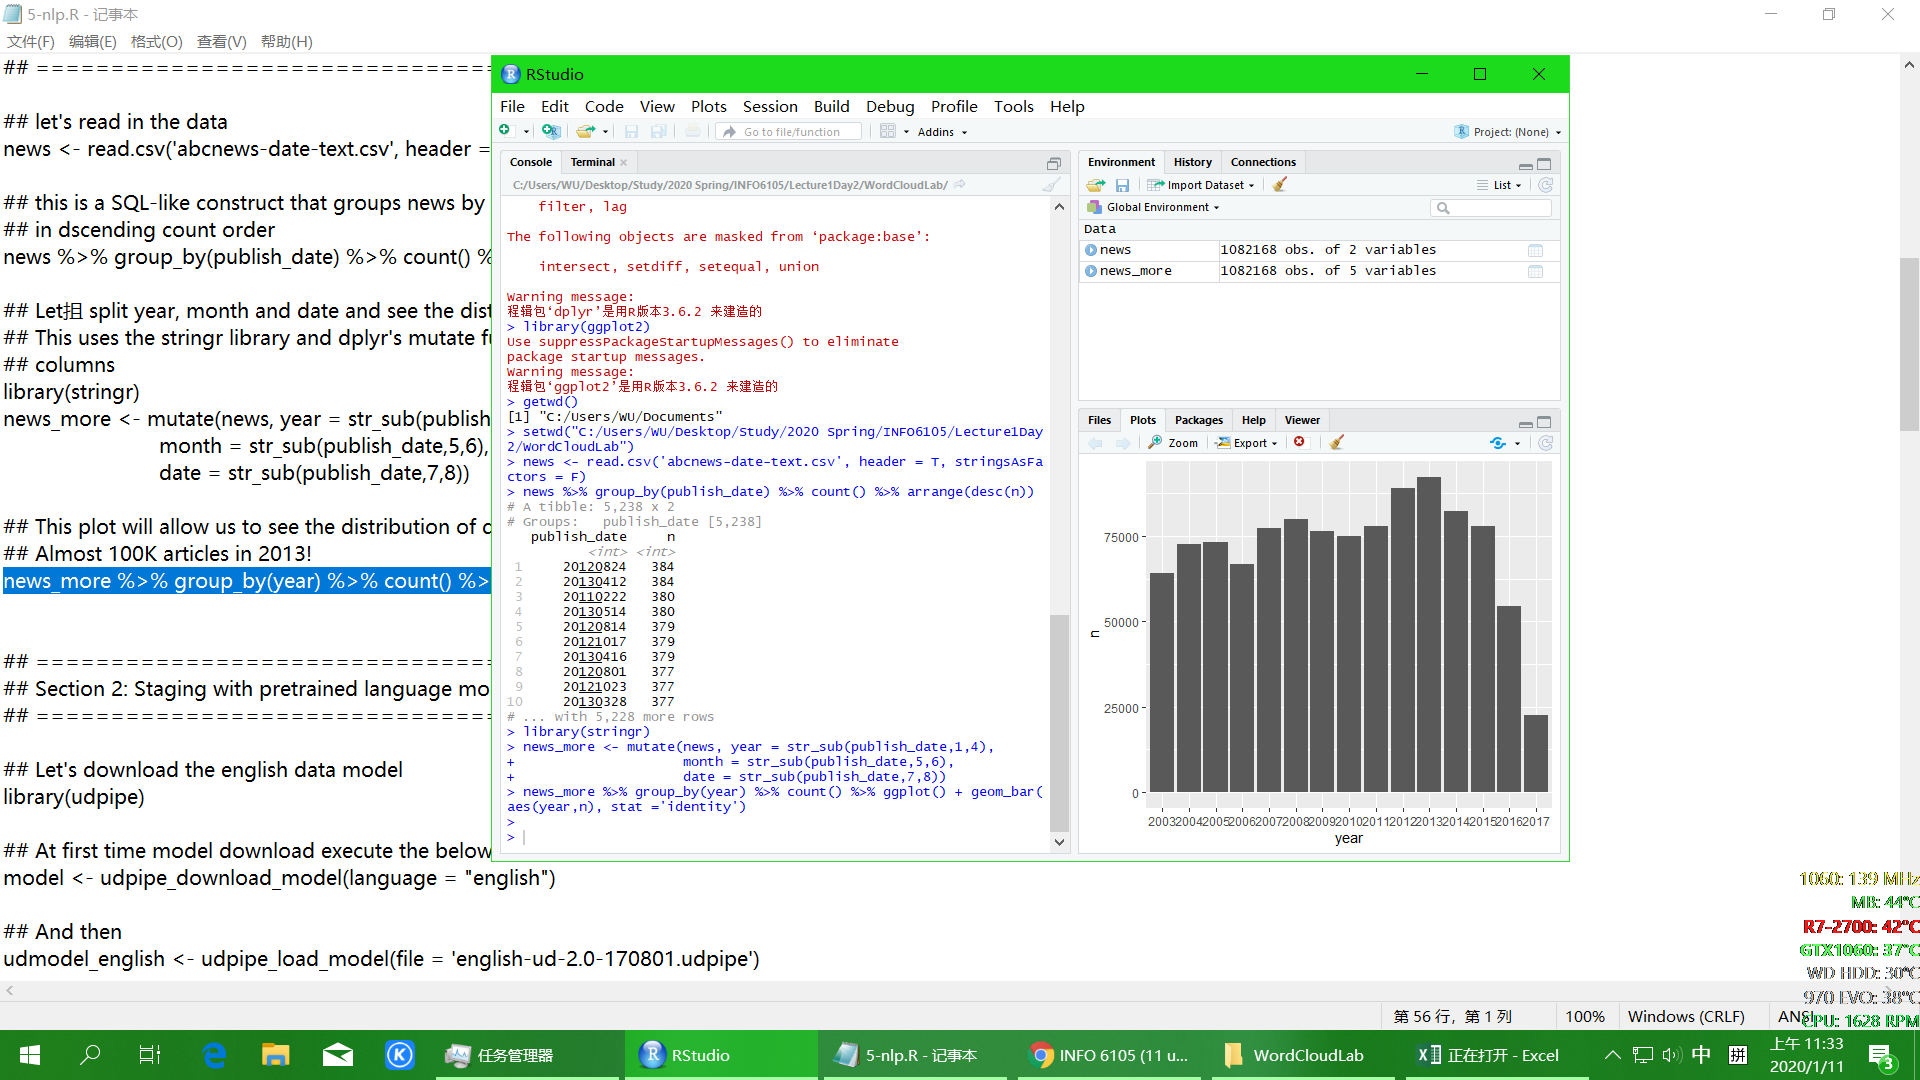 5-nlp.R - 记事本
文件(F) 编辑(E) 格式(O) 查看(V) 帮助(H)
## ===============================
## let's read in the data
news <- read.csv('abcnews-date-text.csv', header =
## this is a SQL-like construct that groups news by
## in dscending count order
news %>% group_by(publish_date) %>% count() %
## Let抯 split year, month and date and see the dist
## This uses the stringr library and dplyr's mutate f
## columns
library(stringr)
news_more <- mutate(news, year = str_sub(publish
month = str_sub(publish_date,5,6),
date = str_sub(publish_date,7,8))
## This plot will allow us to see the distribution of
## Almost 100K articles in 2013!
news_more %>% group_by(year) %>% count() %>
## ===============================
## Section 2: Staging with pretrained language mo
## ===============================
## Let's download the english data model
library(udpipe)
## At first time model download execute the below
model <- udpipe_download_model(language = "english")
## And then
udmodel_english <- udpipe_load_model(file = 'english-ud-2.0-170801.udpipe')
第 56 行，第 1 列 100% Windows (CRLF) ANSI
RStudio
File Edit Code View Plots Session Build Debug Profile Tools Help
Go to file/function Addins Project: (None)
Console Terminal
C:/Users/WU/Desktop/Study/2020 Spring/INFO6105/Lecture1Day2/WordCloudLab/
filter, lag
The following objects are masked from ‘package:base’:
intersect, setdiff, setequal, union
Warning message:
程辑包‘dplyr’是用R版本3.6.2 来建造的
> library(ggplot2)
Use suppressPackageStartupMessages() to eliminate
package startup messages.
Warning message:
程辑包‘ggplot2’是用R版本3.6.2 来建造的
> getwd()
[1] "C:/Users/WU/Documents"
> setwd("C:/Users/WU/Desktop/Study/2020 Spring/INFO6105/Lecture1Day
2/WordCloudLab")
> news <- read.csv('abcnews-date-text.csv', header = T, stringsAsFa
ctors = F)
> news %>% group_by(publish_date) %>% count() %>% arrange(desc(n))
# A tibble: 5,238 x 2
# Groups: publish_date [5,238]
publish_date n
<int> <int>
1 20120824 384
2 20130412 384
3 20110222 380
4 20130514 380
5 20120814 379
6 20121017 379
7 20130416 379
8 20120801 377
9 20121023 377
10 20130328 377
# ... with 5,228 more rows
> library(stringr)
> news_more <- mutate(news, year = str_sub(publish_date,1,4),
+ month = str_sub(publish_date,5,6),
+ date = str_sub(publish_date,7,8))
> news_more %>% group_by(year) %>% count() %>% ggplot() + geom_bar(
aes(year,n), stat ='identity')
>
>
Environment History Connections
Import Dataset List
Global Environment
Data
news 1082168 obs. of 2 variables
news_more 1082168 obs. of 5 variables
Files Plots Packages Help Viewer
Zoom Export
75000
50000
25000
0
n
2003 2004 2005 2006 2007 2008 2009 2010 2011 2012 2013 2014 2015 2016 2017
year
1060: 139 MHz
MB: 44°C
R7-2700: 42°C
GTX1060: 37°C
WD HDD: 30°C
970 EVO: 38°C
CPU: 1628 RPM
任务管理器 RStudio 5-nlp.R - 记事本 INFO 6105 (11 u... WordCloudLab 正在打开 - Excel 中 拼 上午 11:33
2020/1/11
3